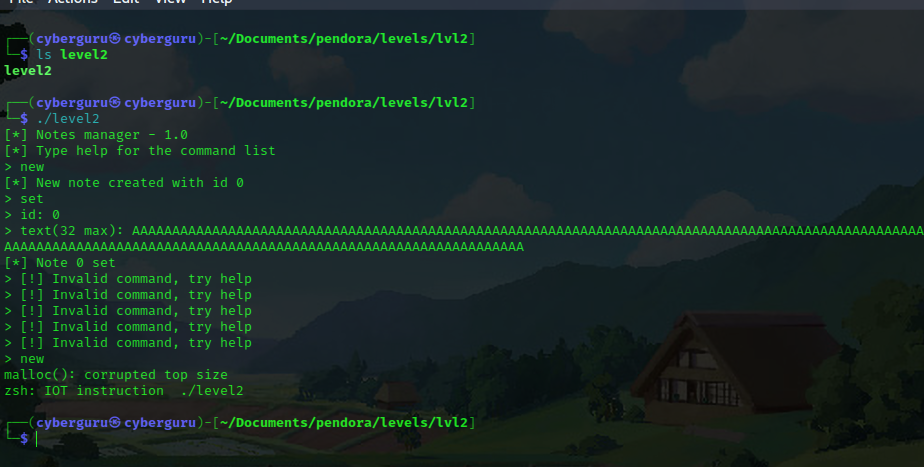 File Actions Edit View Help
┌──(cyberguru㉿cyberguru)-[~/Documents/pendora/levels/lvl2]
└─$ ls level2
level2
┌──(cyberguru㉿cyberguru)-[~/Documents/pendora/levels/lvl2]
└─$ ./level2
[*] Notes manager - 1.0
[*] Type help for the command list
> new
[*] New note created with id 0
> set
> id: 0
> text(32 max): AAAAAAAAAAAAAAAAAAAAAAAAAAAAAAAAAAAAAAAAAAAAAAAAAAAAAAAAAAAAAAAAAAAAAAAAAAAAAAAAAAAAAAAAAAAAAAAAAAA
AAAAAAAAAAAAAAAAAAAAAAAAAAAAAAAAAAAAAAAAAAAAAAAAAAAAAAAAAAAAAAAAA
[*] Note 0 set
> [!] Invalid command, try help
> [!] Invalid command, try help
> [!] Invalid command, try help
> [!] Invalid command, try help
> [!] Invalid command, try help
> new
malloc(): corrupted top size
zsh: IOT instruction  ./level2
┌──(cyberguru㉿cyberguru)-[~/Documents/pendora/levels/lvl2]
└─$